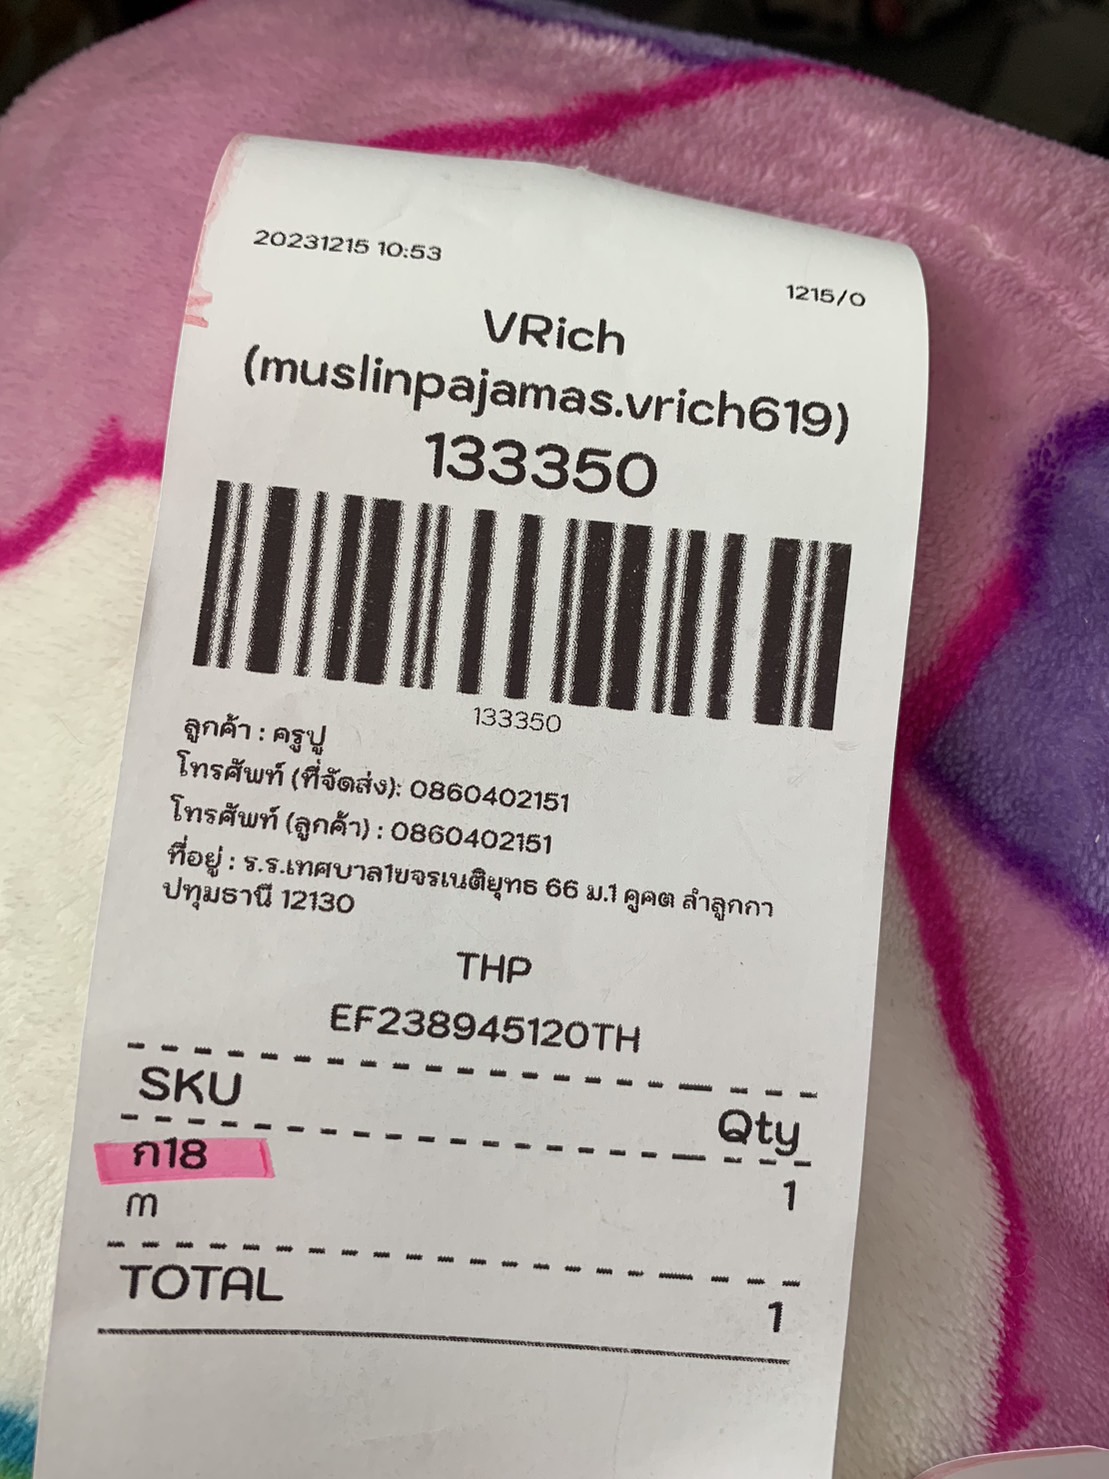 20231215 10:53
1215/0
VRich
(muslinpajamas.vrich619)
133350
133350
ลูกค้า : ครูปู
โทรศัพท์ (ที่จัดส่ง): 0860402151
โทรศัพท์ (ลูกค้า) : 0860402151
ที่อยู่ : ร.ร.เทศบาล1ขจรเนติยุทธ 66 ม.1 คูคต ลำลูกกา
ปทุมธานี 12130
THP
EF238945120TH
SKU Qty
ก18 1
m
TOTAL 1